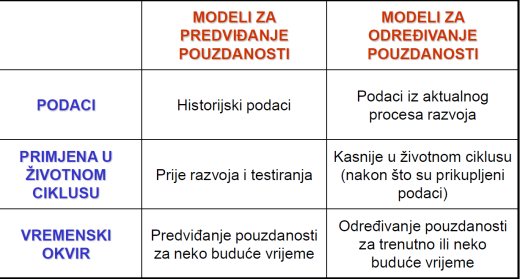 MODELI ZA
PREDVIĐANJE
POUZDANOSTI
MODELI ZA
ODREĐIVANJE
POUZDANOSTI
PODACI
Historijski podaci
Podaci iz aktualnog
procesa razvoja
PRIMJENA U
ŽIVOTNOM
CIKLUSU
Prije razvoja i testiranja
Kasnije u životnom ciklusu
(nakon što su prikupljeni
podaci)
VREMENSKI
OKVIR
Predviđanje pouzdanosti
za neko buduće vrijeme
Određivanje pouzdanosti
za trenutno ili neko
buduće vrijeme